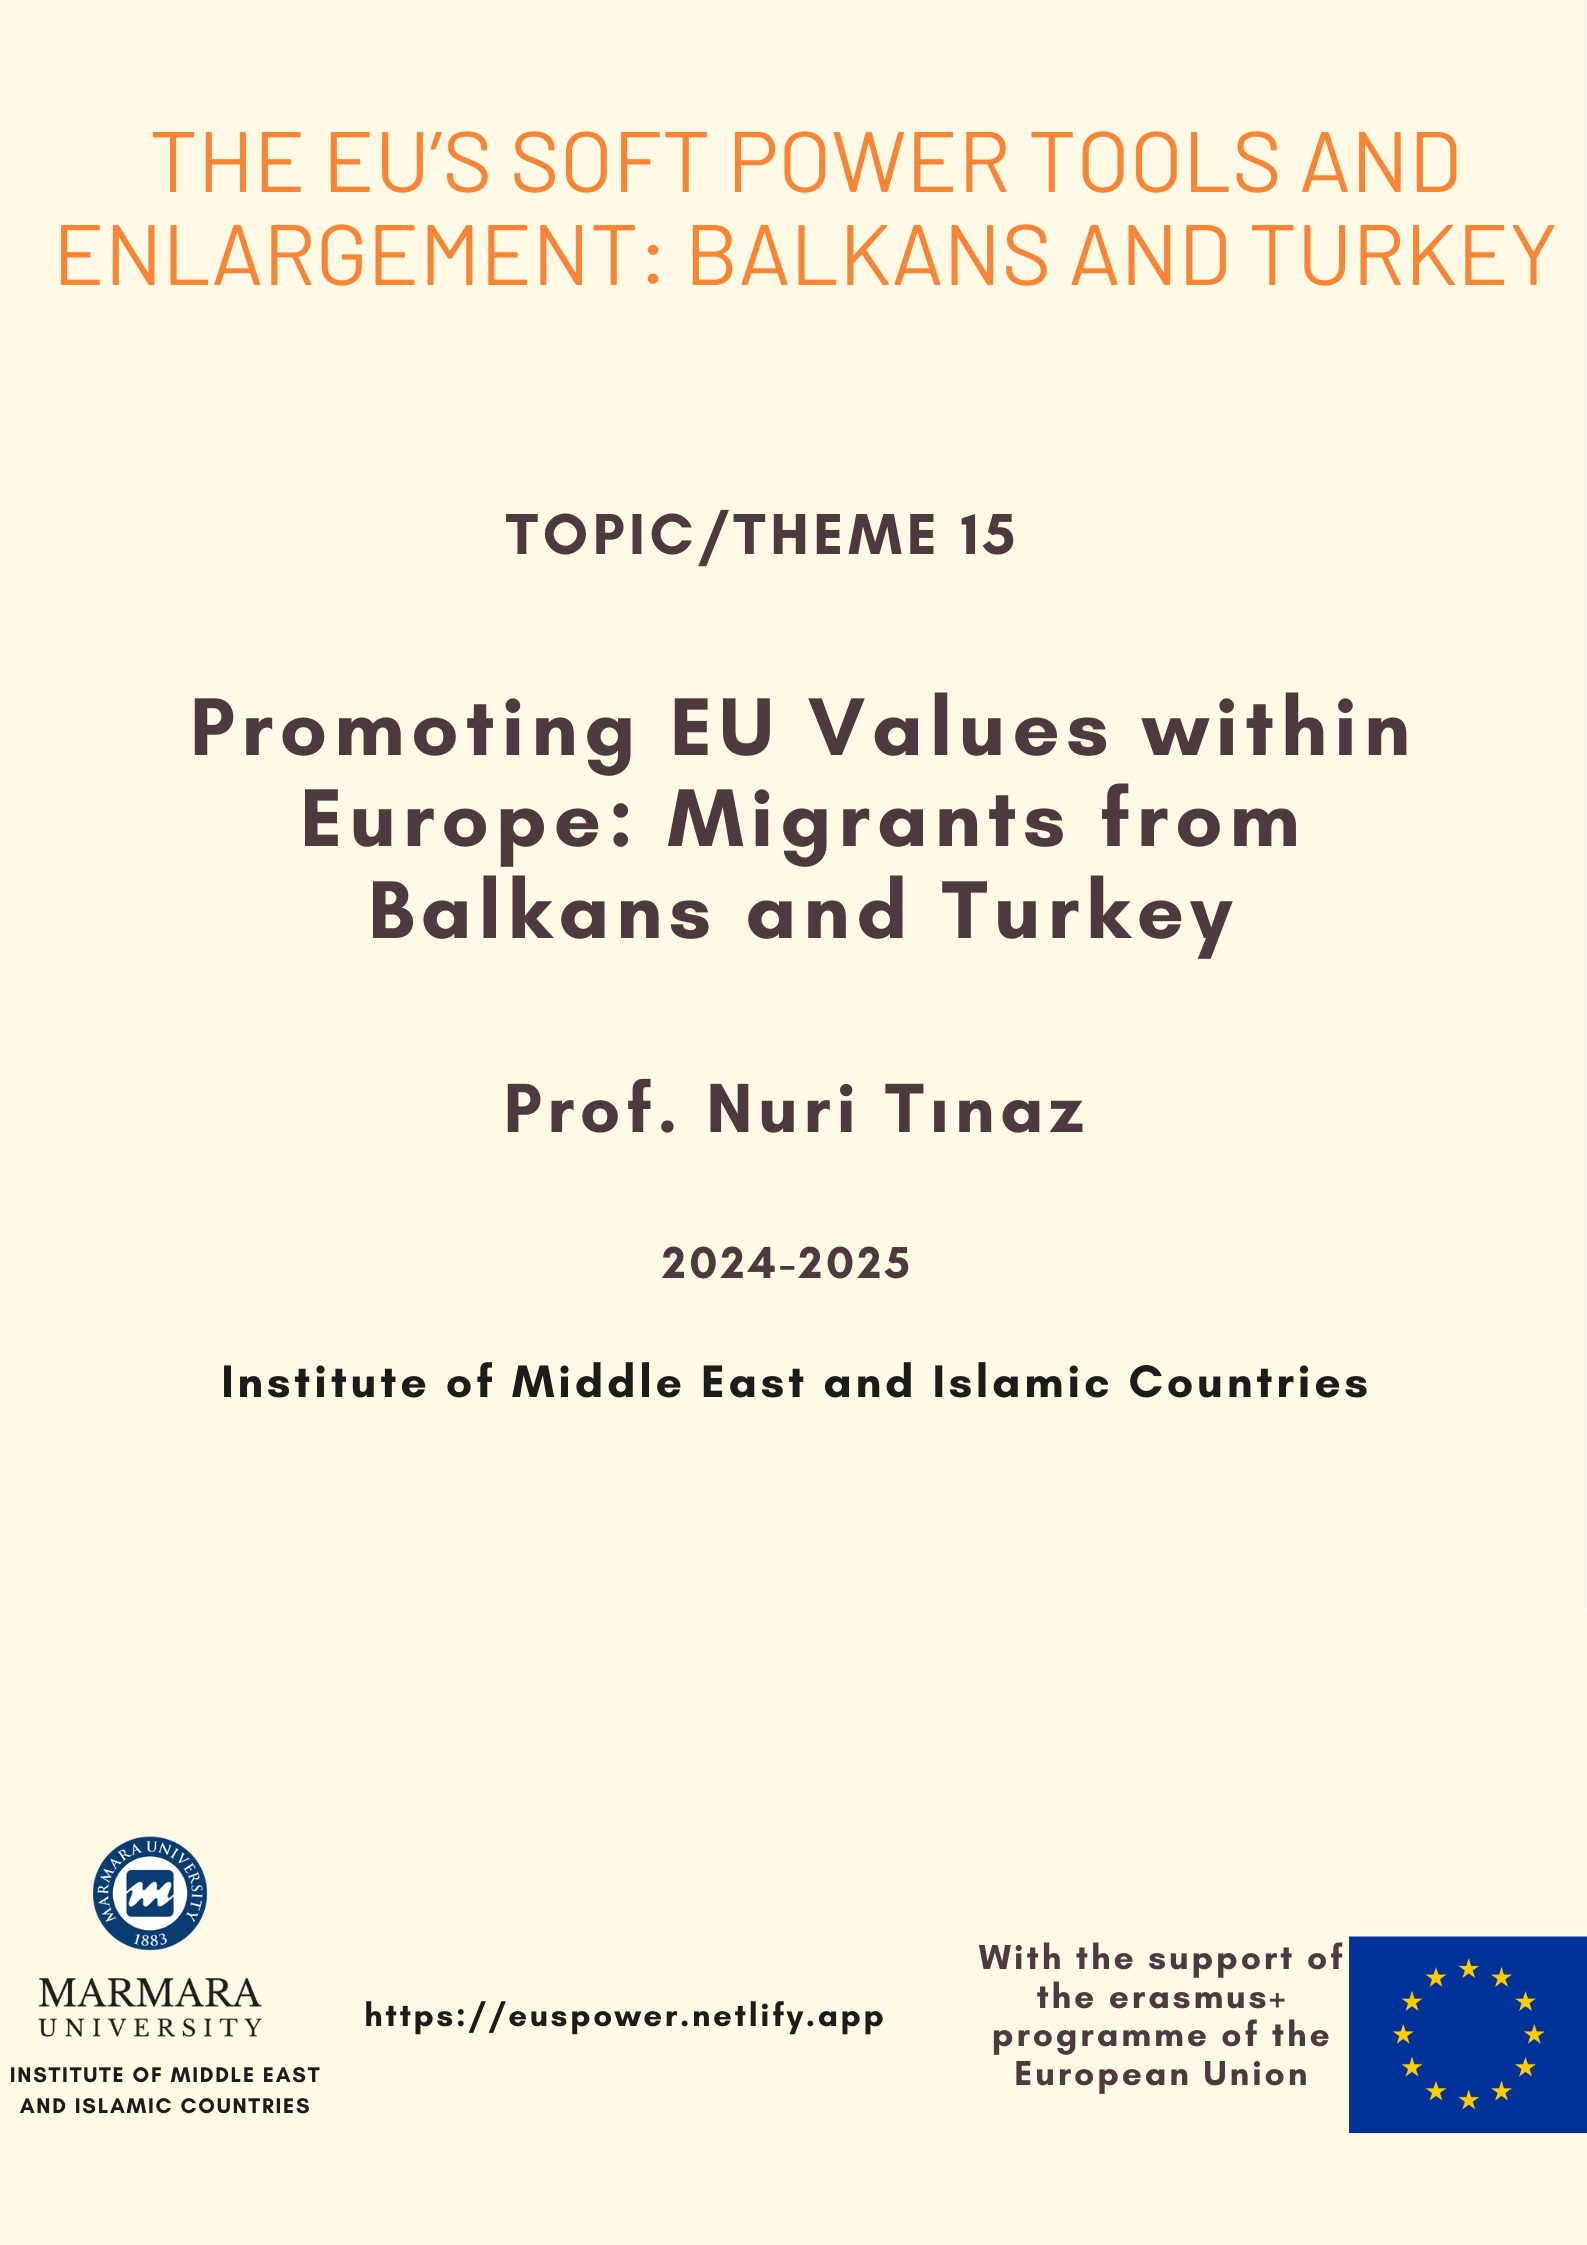 THE EU’S SOFT POWER TOOLS AND
ENLARGEMENT: BALKANS AND TURKEY
TOPIC/THEME 15
Promoting EU Values within
Europe: Migrants from
Balkans and Turkey
Prof. Nuri Tınaz
2024-2025
Institute of Middle East and Islamic Countries
MARMARA UNIVERSITY
1883
MARMARA
UNIVERSITY
INSTITUTE OF MIDDLE EAST
AND ISLAMIC COUNTRIES
https://euspower.netlify.app
With the support of
the erasmus+
programme of the
European Union